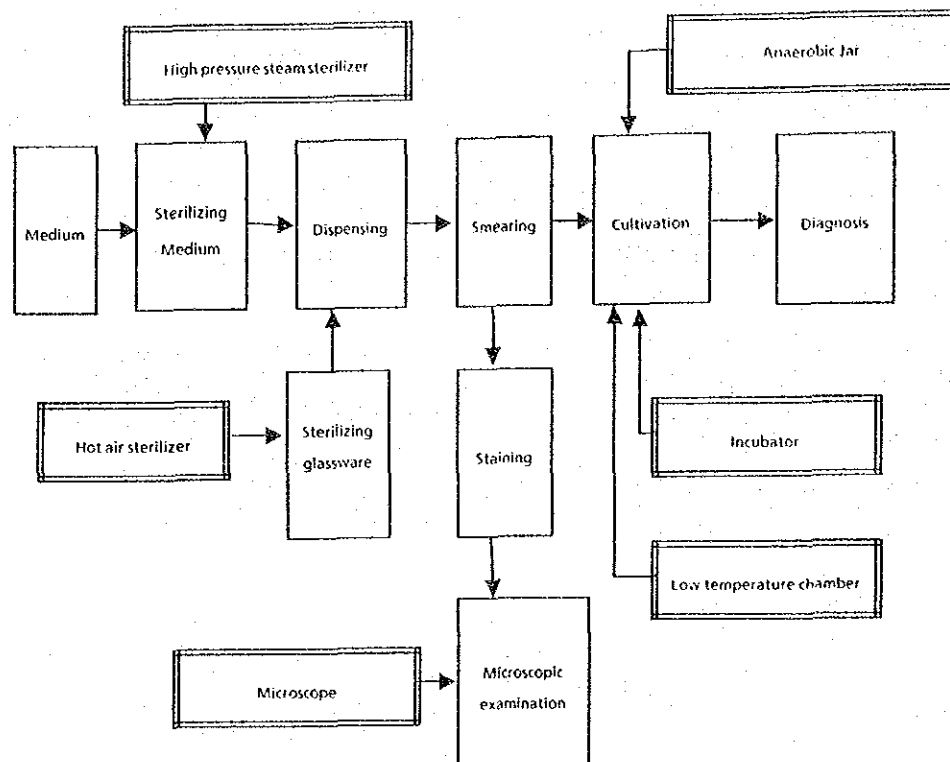 High pressure steam sterilizer
Anaerobic Jar
Medium
Sterilizing
Medium
Dispensing
Smearing
Cultivation
Diagnosis
Hot air sterilizer
Sterilizing
glassware
Staining
Incubator
Low temperature chamber
Microscope
Microscopic
examination